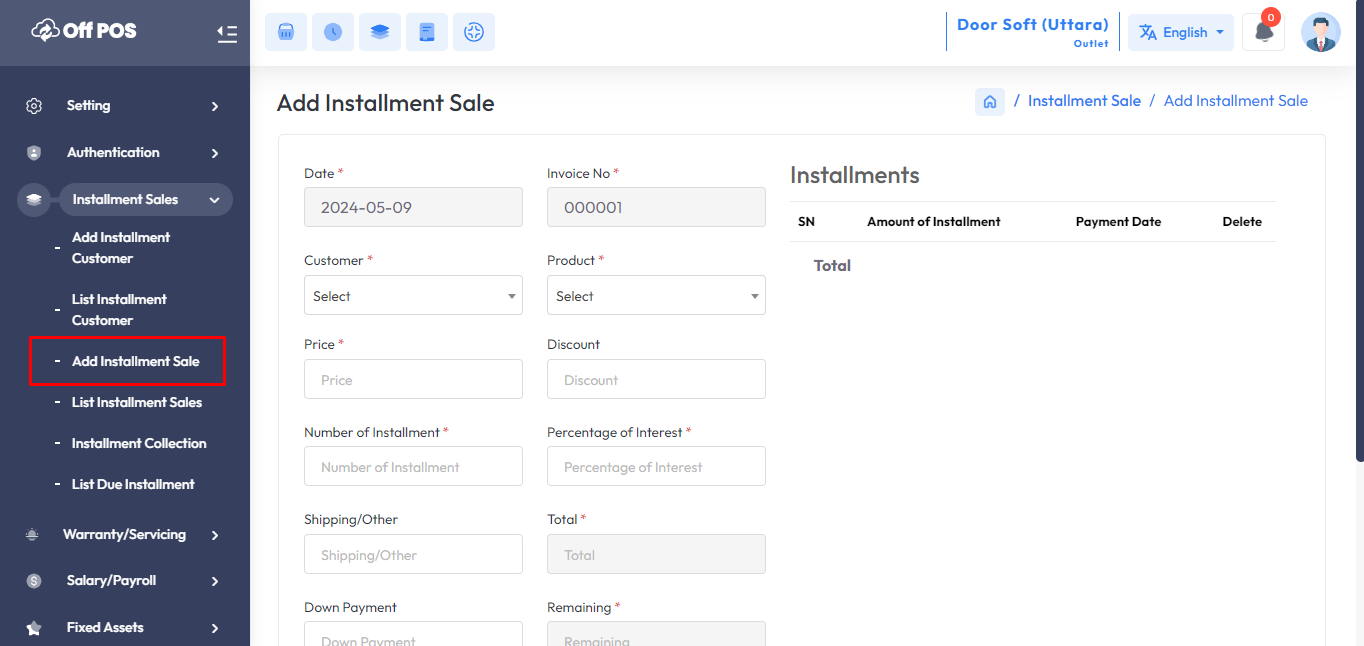 Off POS
Door Soft (Uttara)
Outlet
English
0
Setting
Authentication
Installment Sales
Add Installment
Customer
List Installment
Customer
Add Installment Sale
List Installment Sales
Installment Collection
List Due Installment
Warranty/Servicing
Salary/Payroll
Fixed Assets
Add Installment Sale
/ Installment Sale / Add Installment Sale
Date * Invoice No *
2024-05-09 000001
Customer * Product *
Select Select
Price * Discount
Price Discount
Number of Installment * Percentage of Interest *
Number of Installment Percentage of Interest
Shipping/Other Total *
Shipping/Other Total
Down Payment Remaining *
Down Payment Remaining
Installments
SN Amount of Installment Payment Date Delete
Total